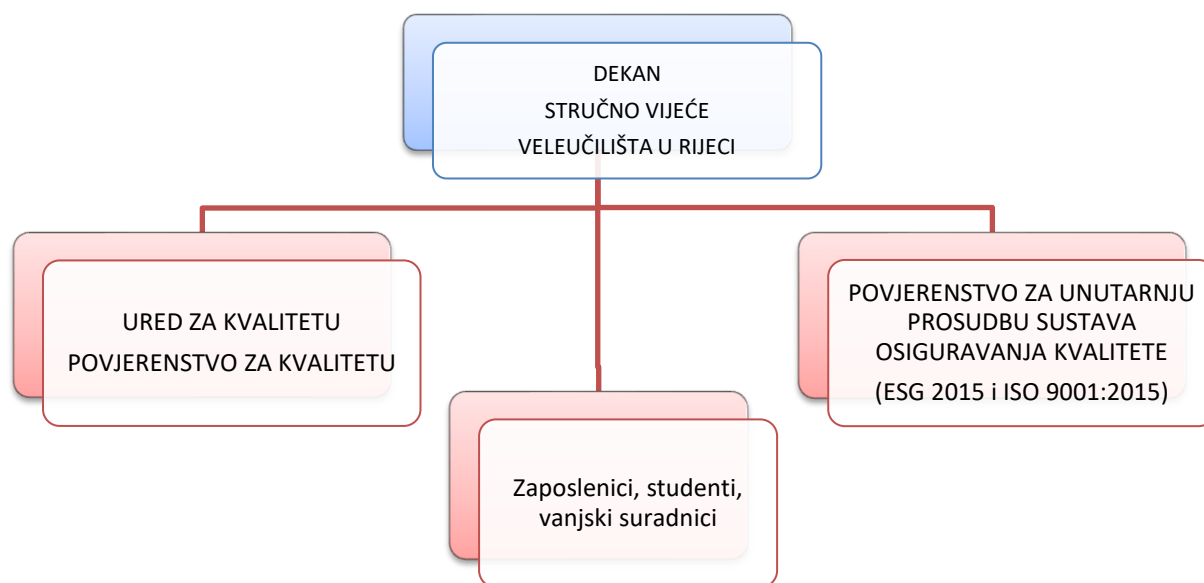 DEKAN
STRUČNO VIJEĆE
VELEUČILIŠTA U RIJECI
URED ZA KVALITETU
POVJERENSTVO ZA KVALITETU
POVJERENSTVO ZA UNUTARNJU
PROSUDBU SUSTAVA
OSIGURAVANJA KVALITETE
(ESG 2015 i ISO 9001:2015)
Zaposlenici, studenti,
vanjski suradnici